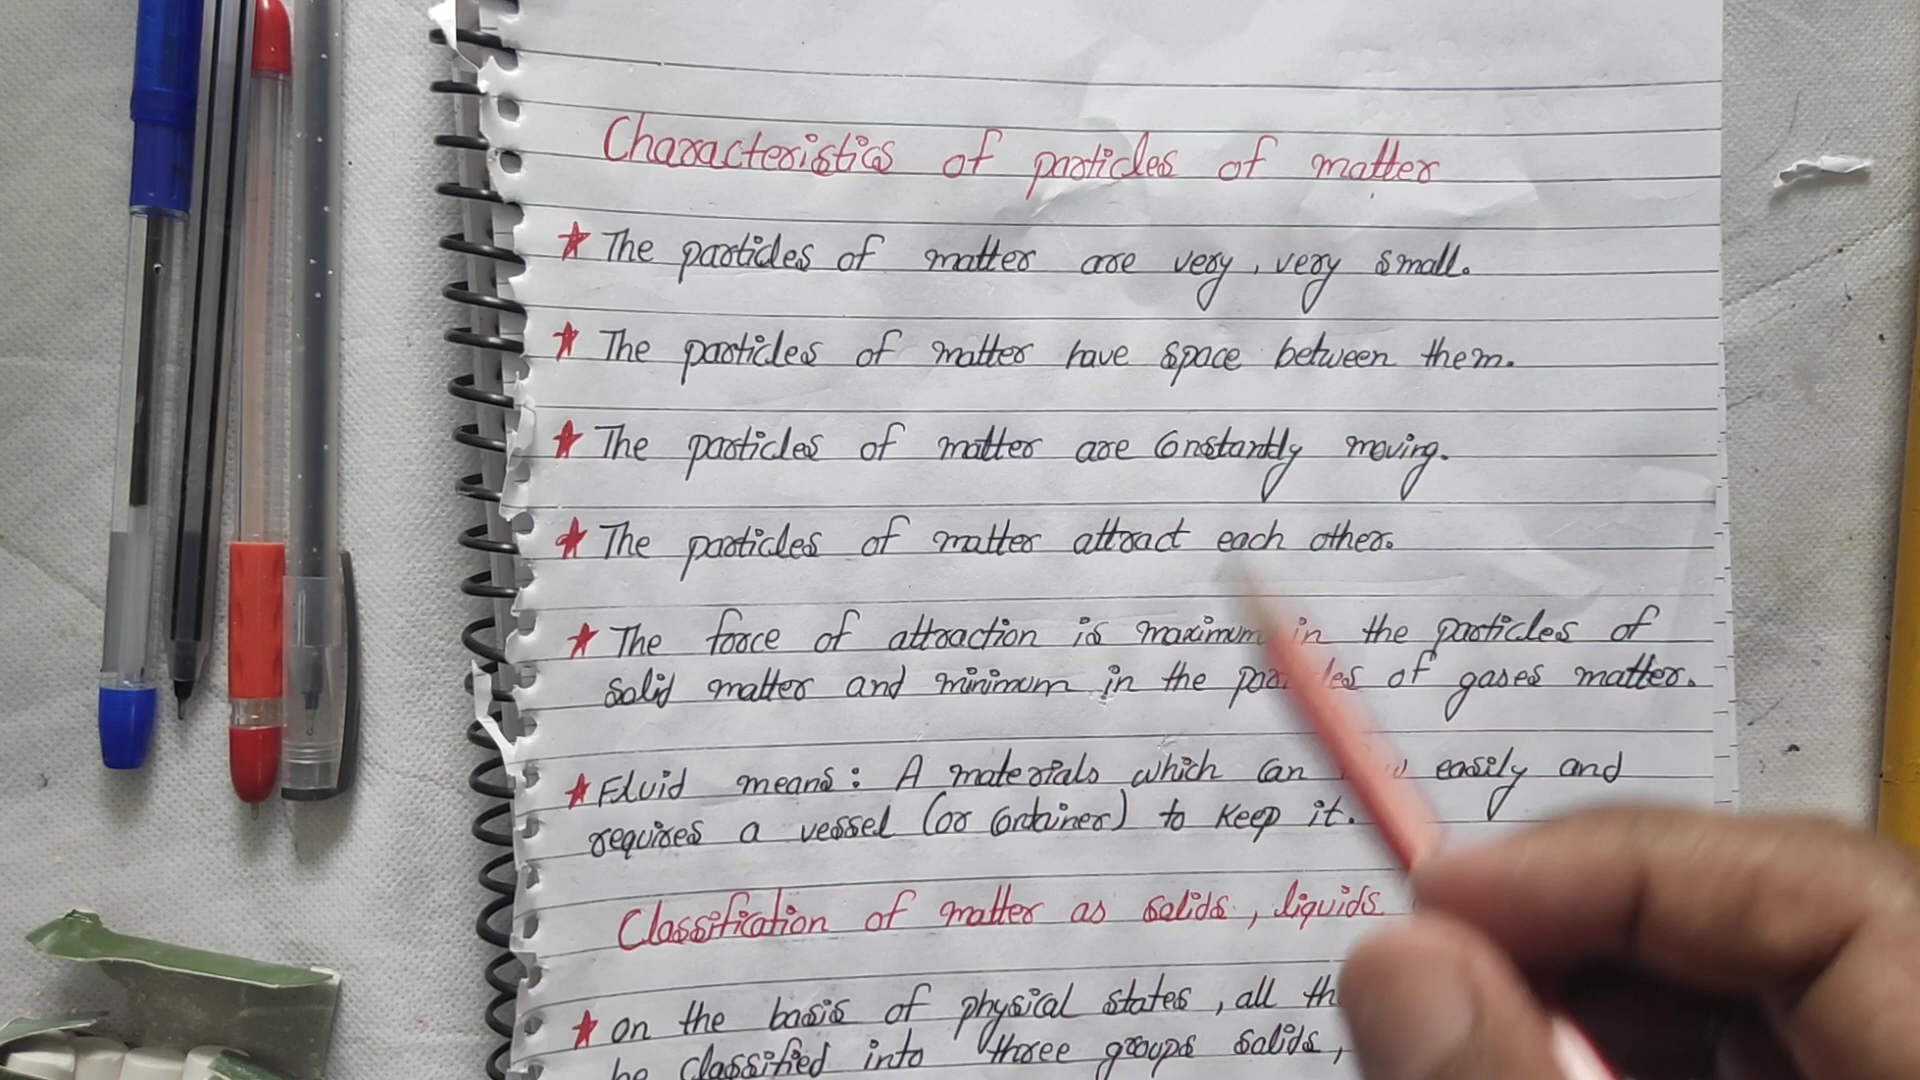 Characteristics of particles of matter
The particles of matter are very, very small.
The particles of matter have space between them.
The particles of matter are Constantly moving.
The particles of matter attract each other.
The force of attraction is maximum in the particles of
solid matter and minimum in the particles of gases matter.
Fluid means: A materials which Can easily and
requires a vessel (or Container) to Keep it.
Classification of matter as solids, liquids
on the basis of physical states, all
be classified into three groups solids,